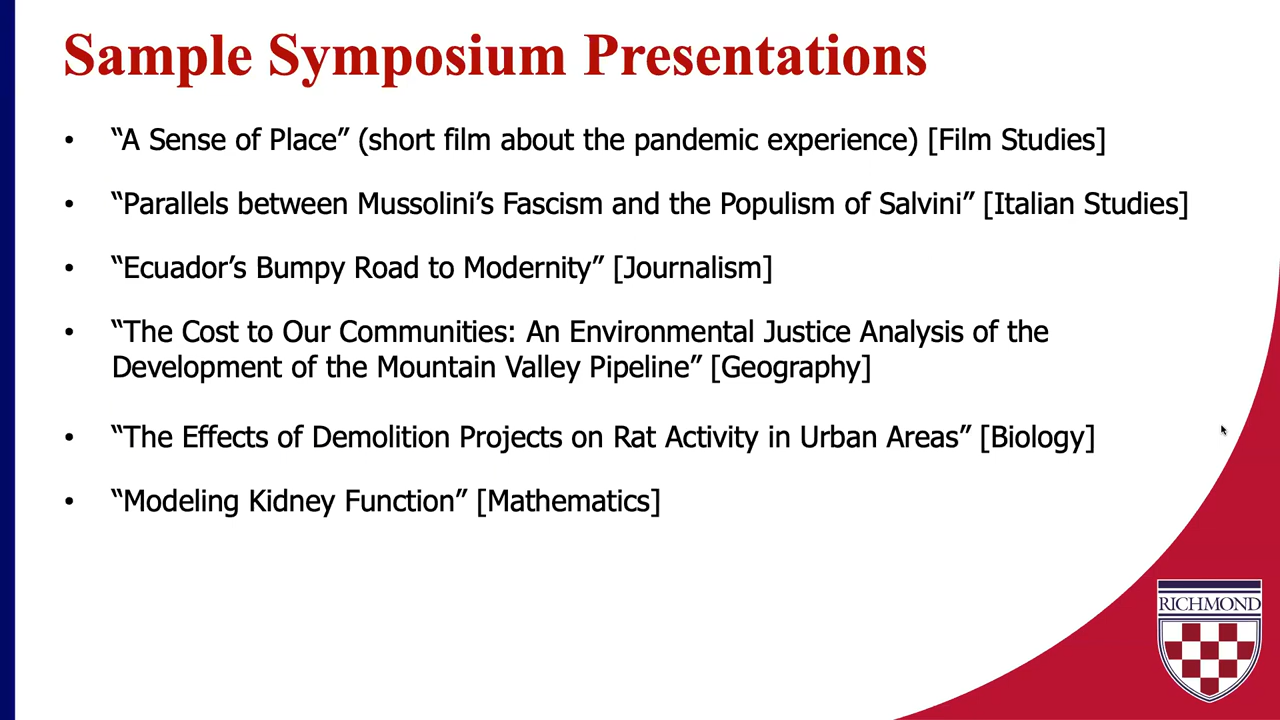 Sample Symposium Presentations
• “A Sense of Place” (short film about the pandemic experience) [Film Studies]
• “Parallels between Mussolini’s Fascism and the Populism of Salvini” [Italian Studies]
• “Ecuador’s Bumpy Road to Modernity” [Journalism]
• “The Cost to Our Communities: An Environmental Justice Analysis of the
Development of the Mountain Valley Pipeline” [Geography]
• “The Effects of Demolition Projects on Rat Activity in Urban Areas” [Biology]
• “Modeling Kidney Function” [Mathematics]
RICHMOND